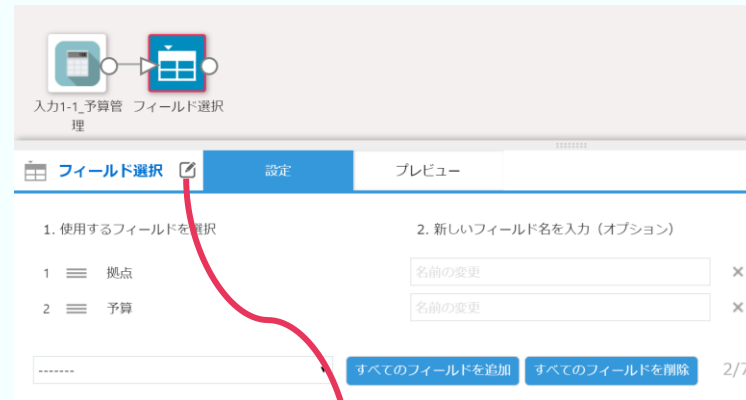 入力1-1_予算管
理
フィールド選択
フィールド選択
設定
プレビュー
1. 使用するフィールドを選択
2. 新しいフィールド名を入力（オプション）
1 拠点
名前の変更
2 予算
名前の変更
-------
すべてのフィールドを追加
すべてのフィールドを削除
2/7